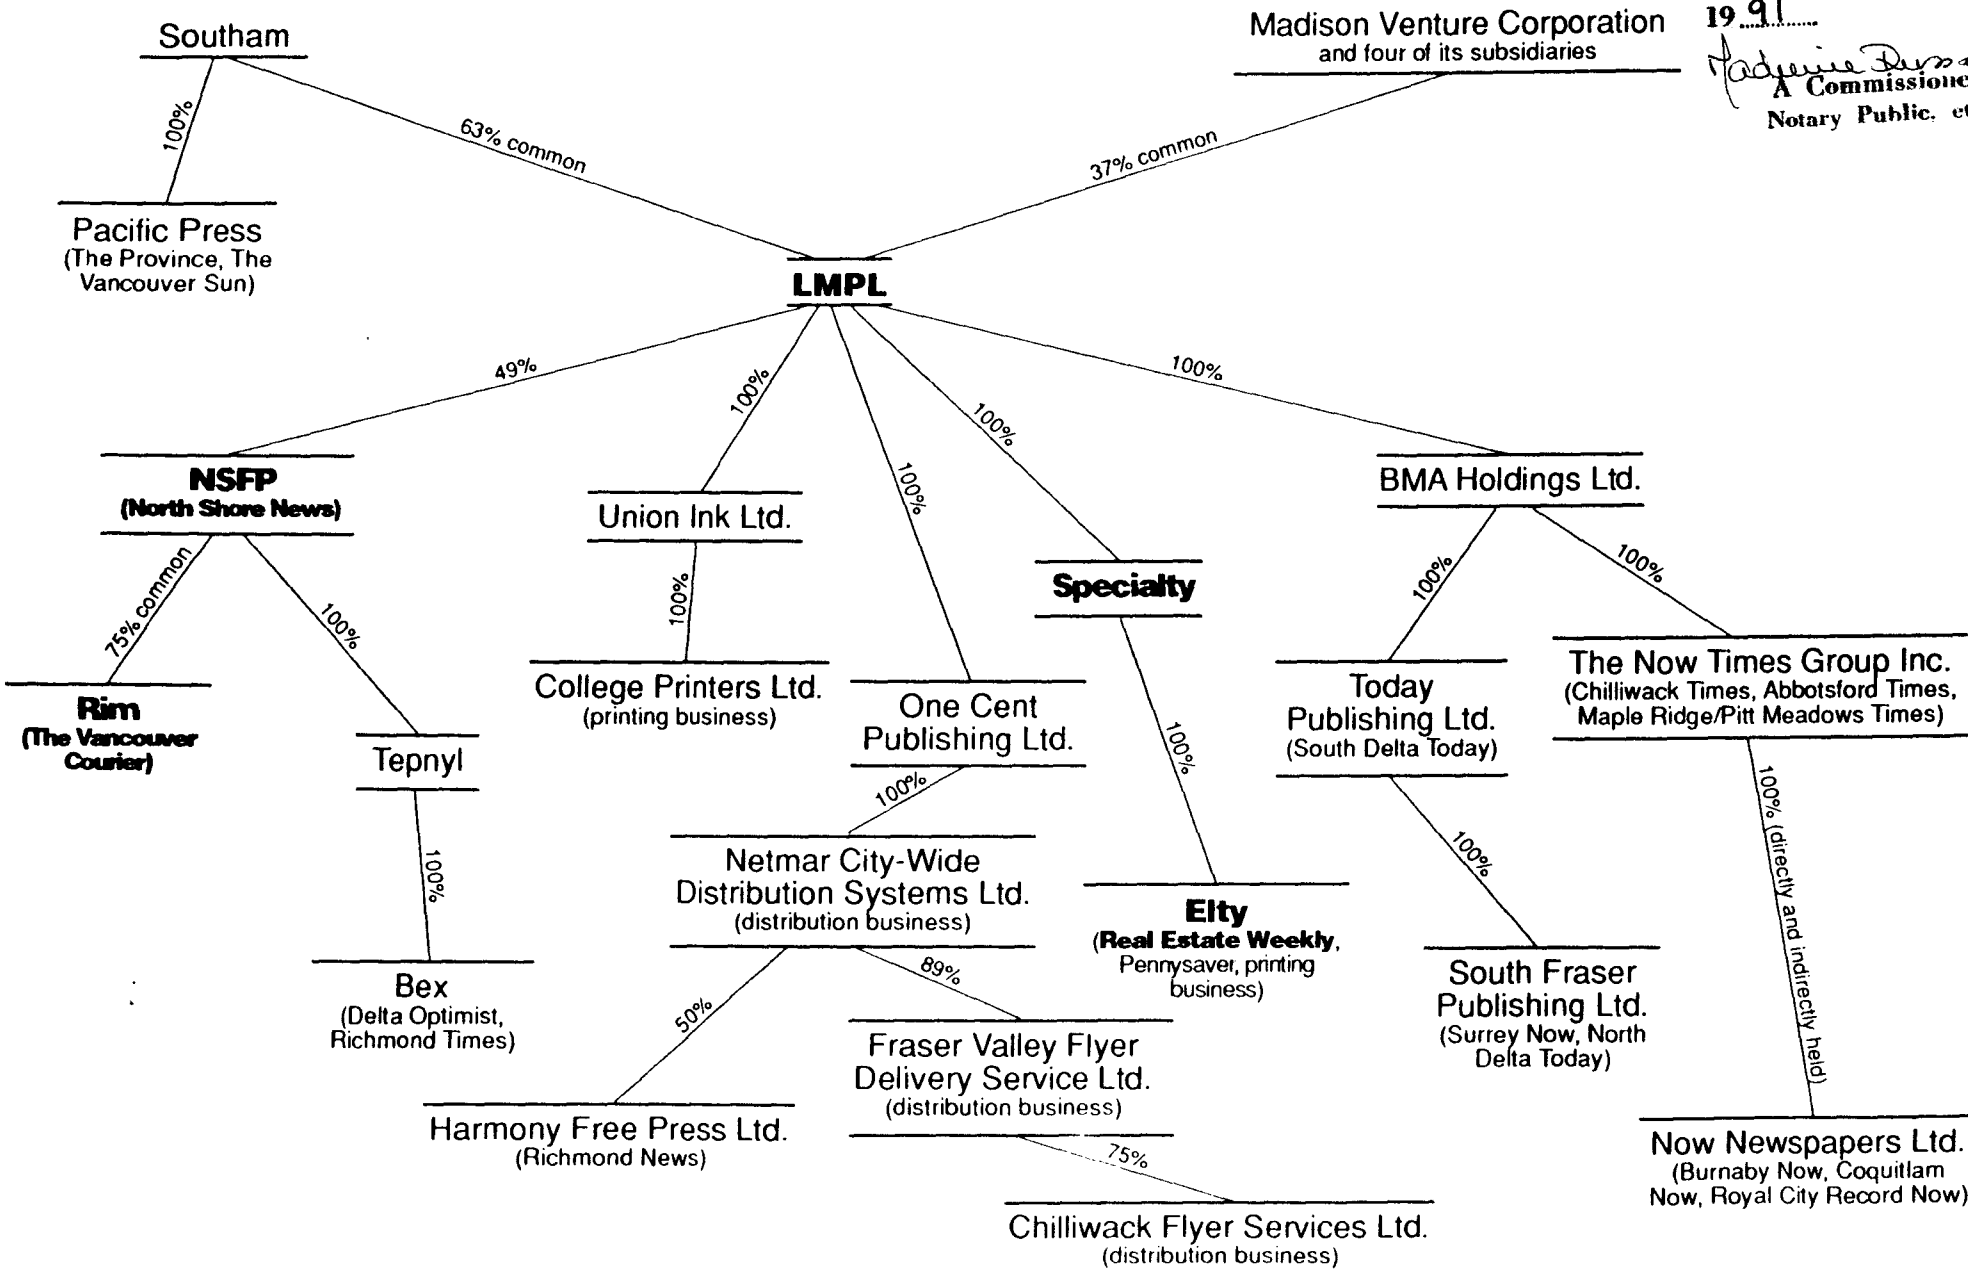 Southam
Madison Venture Corporation
and four of its subsidiaries
19 91
A Commissione
Notary Public, et
100%
63% common
37% common
Pacific Press
(The Province, The
Vancouver Sun)
LMPL
49%
100%
100%
100%
100%
NSFP
(North Shore News)
Union Ink Ltd.
BMA Holdings Ltd.
75% common
100%
100%
Specialty
100%
100%
Rim
(The Vancouver
Courier)
Tepnyl
College Printers Ltd.
(printing business)
One Cent
Publishing Ltd.
100%
Today
Publishing Ltd.
(South Delta Today)
The Now Times Group Inc.
(Chilliwack Times, Abbotsford Times,
Maple Ridge/Pitt Meadows Times)
100%
100%
100%
100% (directly and indirectly held)
Netmar City-Wide
Distribution Systems Ltd.
(distribution business)
Elty
(Real Estate Weekly,
Pennysaver, printing
business)
Bex
(Delta Optimist,
Richmond Times)
50%
89%
South Fraser
Publishing Ltd.
(Surrey Now, North
Delta Today)
Fraser Valley Flyer
Delivery Service Ltd.
(distribution business)
Harmony Free Press Ltd.
(Richmond News)
75%
Now Newspapers Ltd.
(Burnaby Now, Coquitlam
Now, Royal City Record Now)
Chilliwack Flyer Services Ltd.
(distribution business)